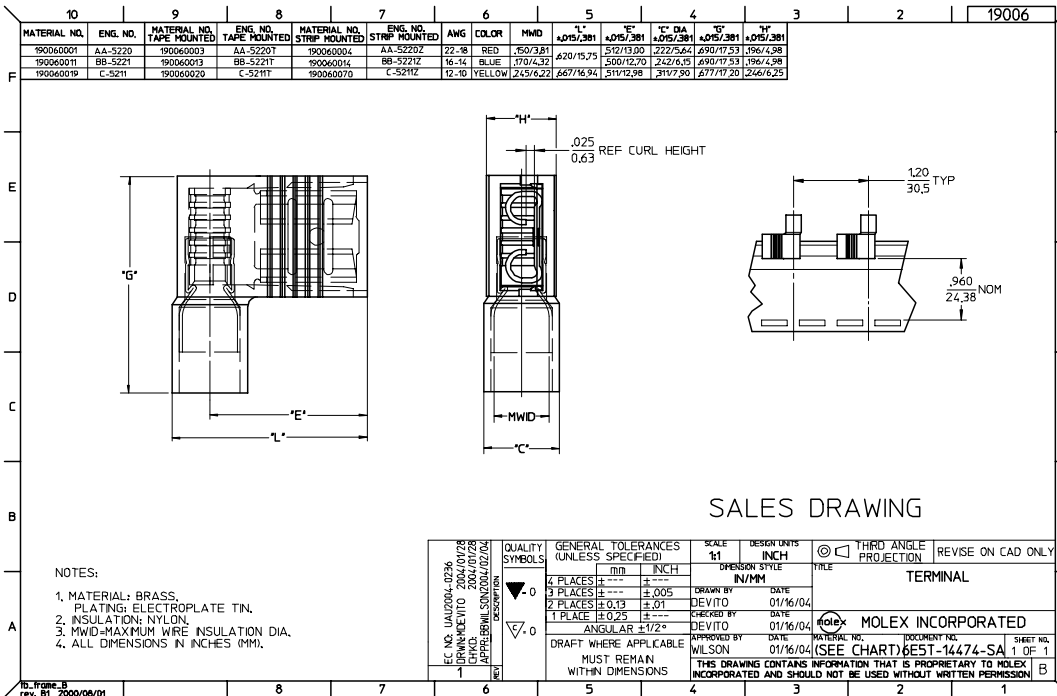 10 9 8 7 6 5 4 3 2 19006
MATERIAL NO. ENG. NO. MATERIAL NO. TAPE MOUNTED ENG. NO. TAPE MOUNTED MATERIAL NO. STRIP MOUNTED ENG. NO. STRIP MOUNTED AWG COLOR MWID "L" ±.015/.381 "E" ±.015/.381 "C" DIA ±.015/.381 "G" ±.015/.381 "H" ±.015/.381
190060001 AA-5220 190060003 AA-5220T 190060004 AA-5220Z 22-18 RED .150/3,81 .620/15,75 .512/13,00 .222/5,64 .690/17,53 .196/4,98
190060011 BB-5221 190060013 BB-5221T 190060014 BB-5221Z 16-14 BLUE .170/4,32 .500/12,70 .242/6,15 .690/17,53 .196/4,98
190060019 C-5211 190060020 C-5211T 190060070 C-5211Z 12-10 YELLOW .245/6,22 .667/16,94 .511/12,98 .311/7,90 .677/17,20 .246/6,25
F
E
D
C
B
A
"H"
.025
0.63 REF CURL HEIGHT
1.20
30,5 TYP
"G"
.960
24,38 NOM
"E"
"L"
MWID
"C"
SALES DRAWING
NOTES:
1. MATERIAL: BRASS.
PLATING: ELECTROPLATE TIN.
2. INSULATION: NYLON.
3. MWID=MAXIMUM WIRE INSULATION DIA.
4. ALL DIMENSIONS IN INCHES (MM).
EC NO: UAU2004-0236
DRWN:MDEVITO 2004/01/28
CH'KD: 2004/01/28
APPR:BBWILSON2004/02/04
1
REV
DESCRIPTION
QUALITY SYMBOLS
= 0
C = 0
GENERAL TOLERANCES
(UNLESS SPECIFIED)
mm INCH
4 PLACES ±--- ±---
3 PLACES ±--- ±.005
2 PLACES ±0.13 ±.01
1 PLACE ±0.25 ±---
ANGULAR ±1/2°
DRAFT WHERE APPLICABLE
MUST REMAIN
WITHIN DIMENSIONS
SCALE
1:1
DESIGN UNITS
INCH
THIRD ANGLE PROJECTION
REVISE ON CAD ONLY
DIMENSION STYLE
IN/MM
TITLE
TERMINAL
DRAWN BY DATE
DEVITO 01/16/04
CHECKED BY DATE
DEVITO 01/16/04
molex MOLEX INCORPORATED
APPROVED BY DATE
WILSON 01/16/04
MATERIAL NO.
(SEE CHART)
DOCUMENT NO.
6E5T-14474-SA
SHEET NO.
1 OF 1
THIS DRAWING CONTAINS INFORMATION THAT IS PROPRIETARY TO MOLEX
INCORPORATED AND SHOULD NOT BE USED WITHOUT WRITTEN PERMISSION
B
tb_frame_B
rev. B1 2000/08/01
8 7 6 5 4 3 2 1